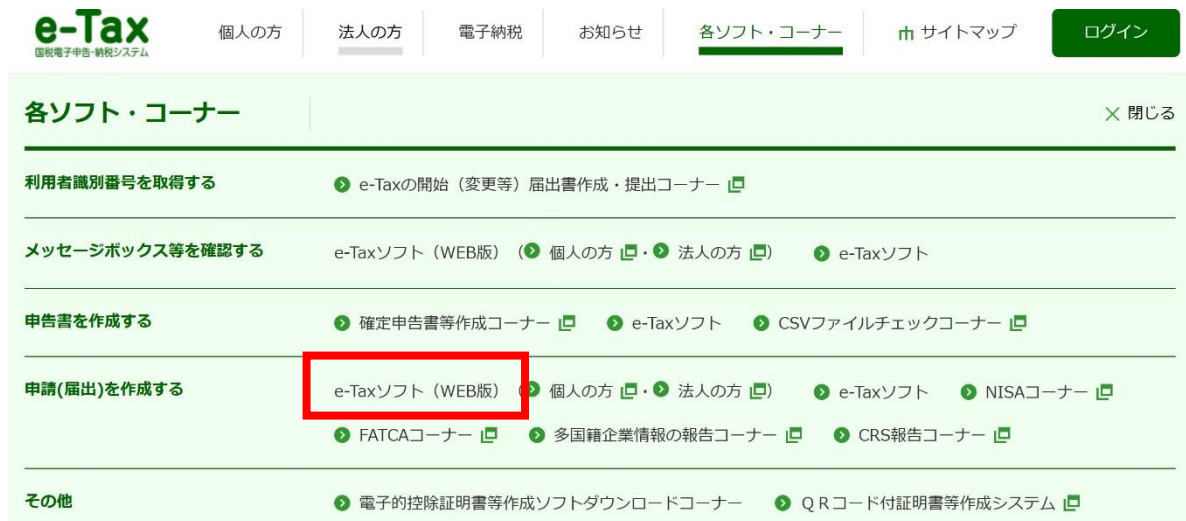 e-Tax
国税電子申告・納税システム
個人の方
法人の方
電子納税
お知らせ
各ソフト・コーナー
サイトマップ
ログイン
各ソフト・コーナー
閉じる
利用者識別番号を取得する
e-Taxの開始（変更等）届出書作成・提出コーナー
メッセージボックス等を確認する
e-Taxソフト（WEB版）（個人の方・法人の方） e-Taxソフト
申告書を作成する
確定申告書等作成コーナー e-Taxソフト CSVファイルチェックコーナー
申請(届出)を作成する
e-Taxソフト（WEB版）（個人の方・法人の方） e-Taxソフト NISAコーナー
FATCAコーナー 多国籍企業情報の報告コーナー CRS報告コーナー
その他
電子的控除証明書等作成ソフトダウンロードコーナー ＱＲコード付証明書等作成システム